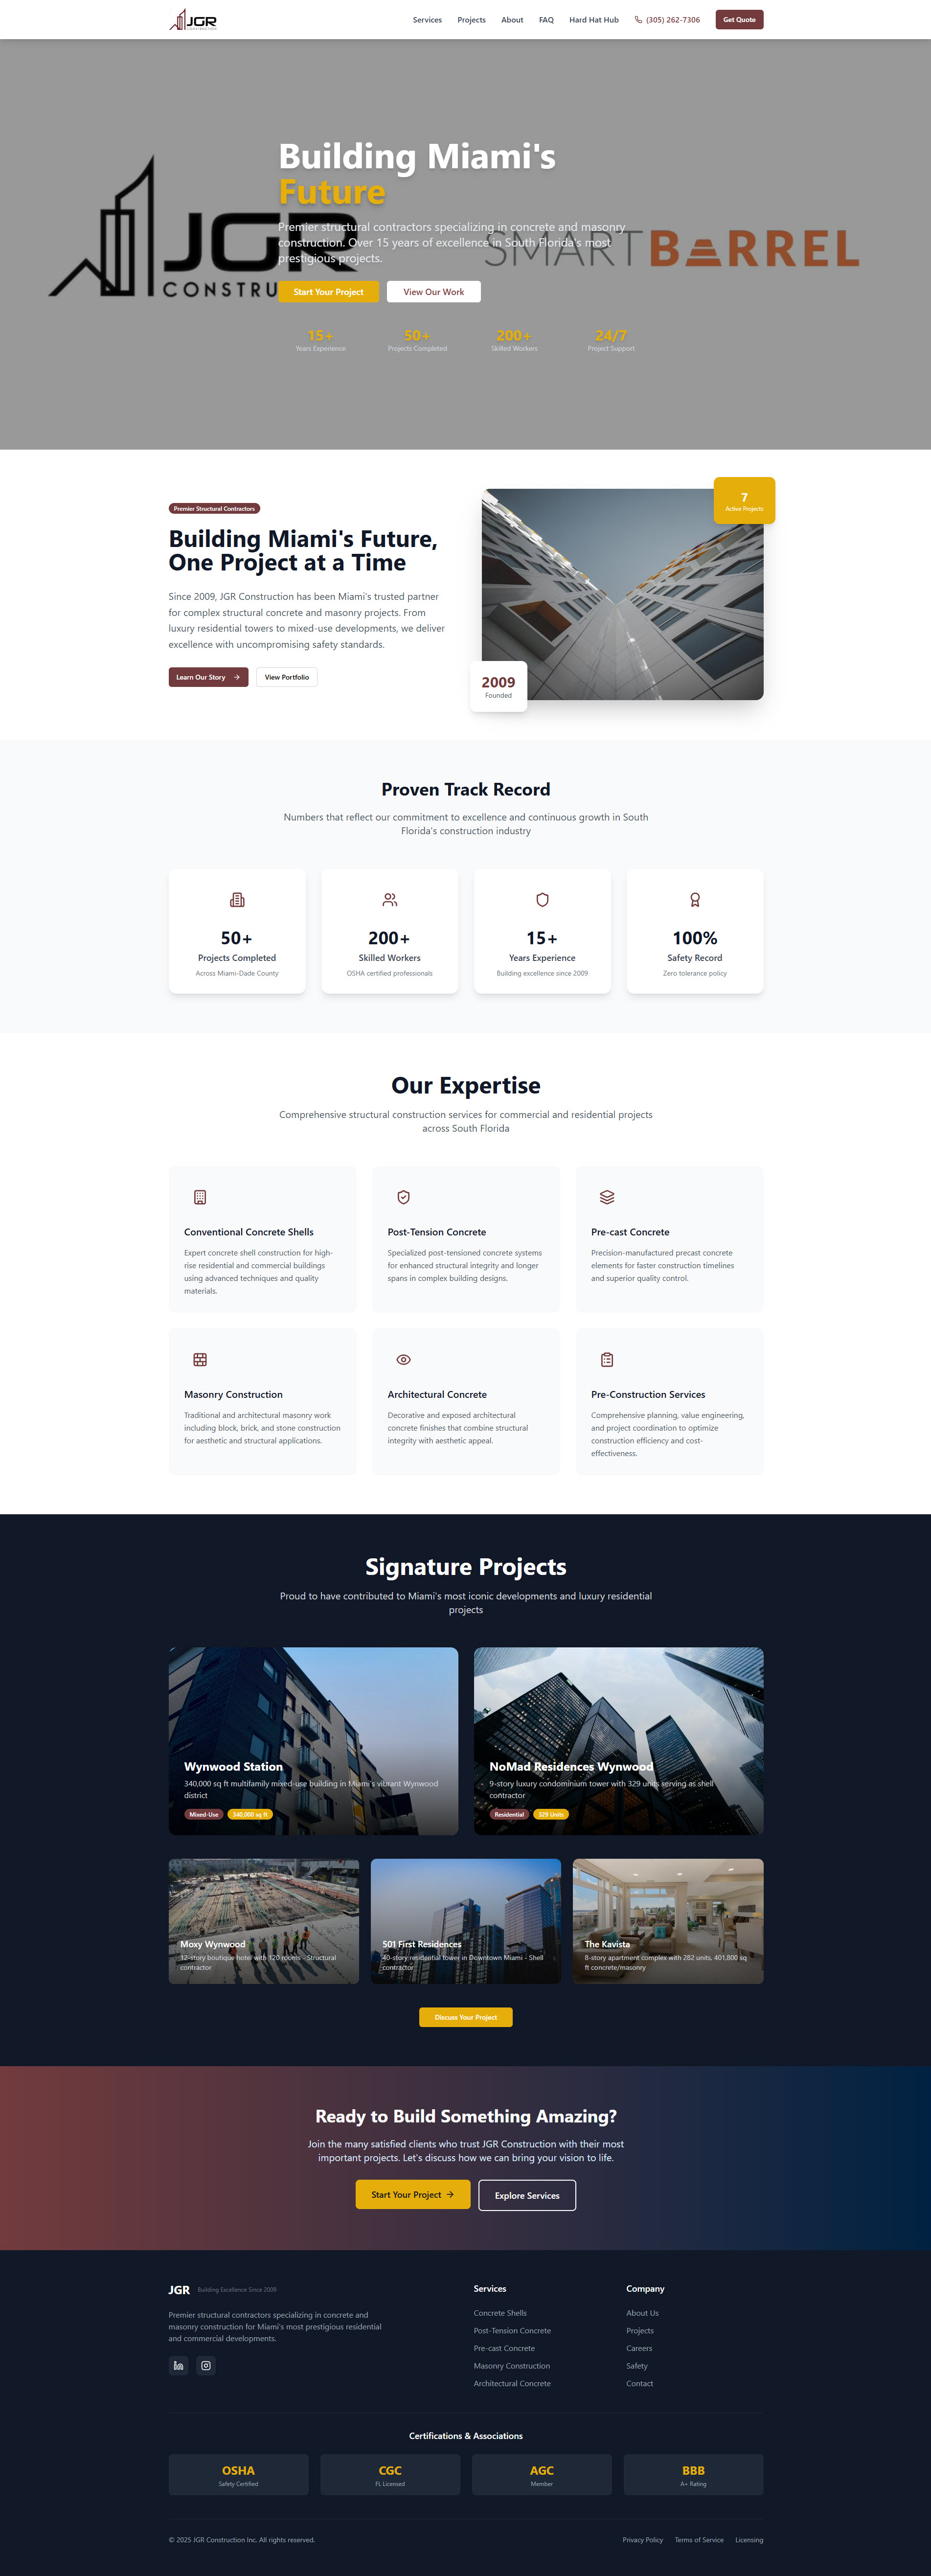 JGR
CONSTRUCTION
Services
Projects
About
FAQ
Hard Hat Hub
(305) 262-7306
Get Quote
JGR
CONSTRU
SMARTBARREL
Building Miami's
Future
Premier structural contractors specializing in concrete and masonry
construction. Over 15 years of excellence in South Florida's most
prestigious projects.
Start Your Project
View Our Work
15+
Years Experience
50+
Projects Completed
200+
Skilled Workers
24/7
Project Support
Premier Structural Contractors
Building Miami's Future,
One Project at a Time
Since 2009, JGR Construction has been Miami's trusted partner
for complex structural concrete and masonry projects. From
luxury residential towers to mixed-use developments, we deliver
excellence with uncompromising safety standards.
Learn Our Story
View Portfolio
7
Active Projects
2009
Founded
Proven Track Record
Numbers that reflect our commitment to excellence and continuous growth in South
Florida's construction industry
50+
Projects Completed
Across Miami-Dade County
200+
Skilled Workers
OSHA certified professionals
15+
Years Experience
Building excellence since 2009
100%
Safety Record
Zero tolerance policy
Our Expertise
Comprehensive structural construction services for commercial and residential projects
across South Florida
Conventional Concrete Shells
Expert concrete shell construction for high-
rise residential and commercial buildings
using advanced techniques and quality
materials.
Post-Tension Concrete
Specialized post-tensioned concrete systems
for enhanced structural integrity and longer
spans in complex building designs.
Pre-cast Concrete
Precision-manufactured precast concrete
elements for faster construction timelines
and superior quality control.
Masonry Construction
Traditional and architectural masonry work
including block, brick, and stone construction
for aesthetic and structural applications.
Architectural Concrete
Decorative and exposed architectural
concrete finishes that combine structural
integrity with aesthetic appeal.
Pre-Construction Services
Comprehensive planning, value engineering,
and project coordination to optimize
construction efficiency and cost-
effectiveness.
Signature Projects
Proud to have contributed to Miami's most iconic developments and luxury residential
projects
Wynwood Station
340,000 sq ft multifamily mixed-use building in Miami's vibrant Wynwood
district
Mixed-Use
340,000 sq ft
NoMad Residences Wynwood
9-story luxury condominium tower with 329 units serving as shell
contractor
Residential
329 Units
Moxy Wynwood
12-story boutique hotel with 120 rooms - Structural
contractor
501 First Residences
40-story residential tower in Downtown Miami - Shell
contractor
The Kavista
8-story apartment complex with 282 units, 401,800 sq
ft concrete/masonry
Discuss Your Project
Ready to Build Something Amazing?
Join the many satisfied clients who trust JGR Construction with their most
important projects. Let's discuss how we can bring your vision to life.
Start Your Project
Explore Services
JGR
Building Excellence Since 2009
Premier structural contractors specializing in concrete and
masonry construction for Miami's most prestigious residential
and commercial developments.
Services
Concrete Shells
Post-Tension Concrete
Pre-cast Concrete
Masonry Construction
Architectural Concrete
Company
About Us
Projects
Careers
Safety
Contact
Certifications & Associations
OSHA
Safety Certified
CGC
FL Licensed
AGC
Member
BBB
A+ Rating
© 2025 JGR Construction Inc. All rights reserved.
Privacy Policy
Terms of Service
Licensing